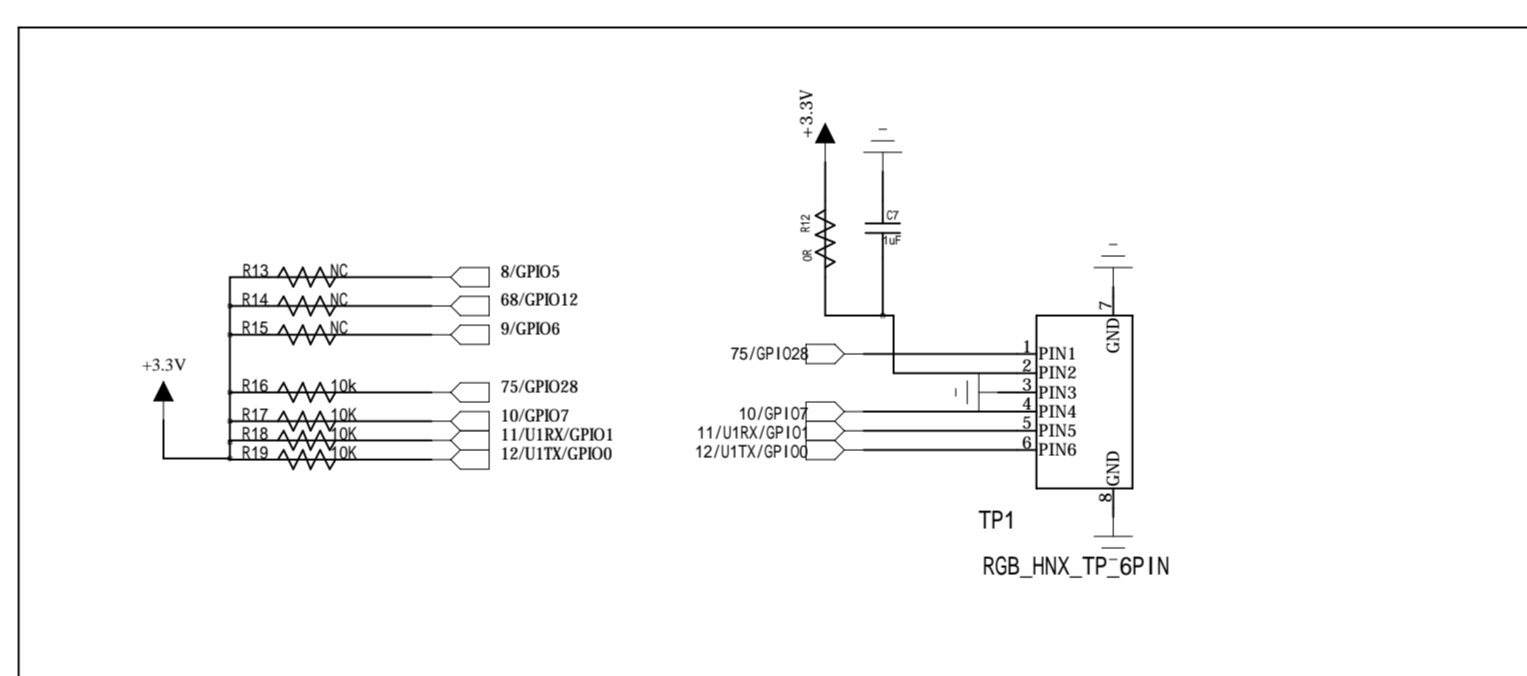 +3.3V
R12
0R
C7
1uF
R13 NC 8/GPIO5
R14 NC 68/GPIO12
R15 NC 9/GPIO6
+3.3V
R16 10k 75/GPIO28
R17 10K 10/GPIO7
R18 10K 11/U1RX/GPIO1
R19 10K 12/U1TX/GPIO0
7
GND
75/GPIO28 1 PIN1
2 PIN2
3 PIN3
10/GPIO7 4 PIN4
11/U1RX/GPIO1 5 PIN5
12/U1TX/GPIO0 6 PIN6
GND
8
TP1
RGB_HNX_TP_6PIN